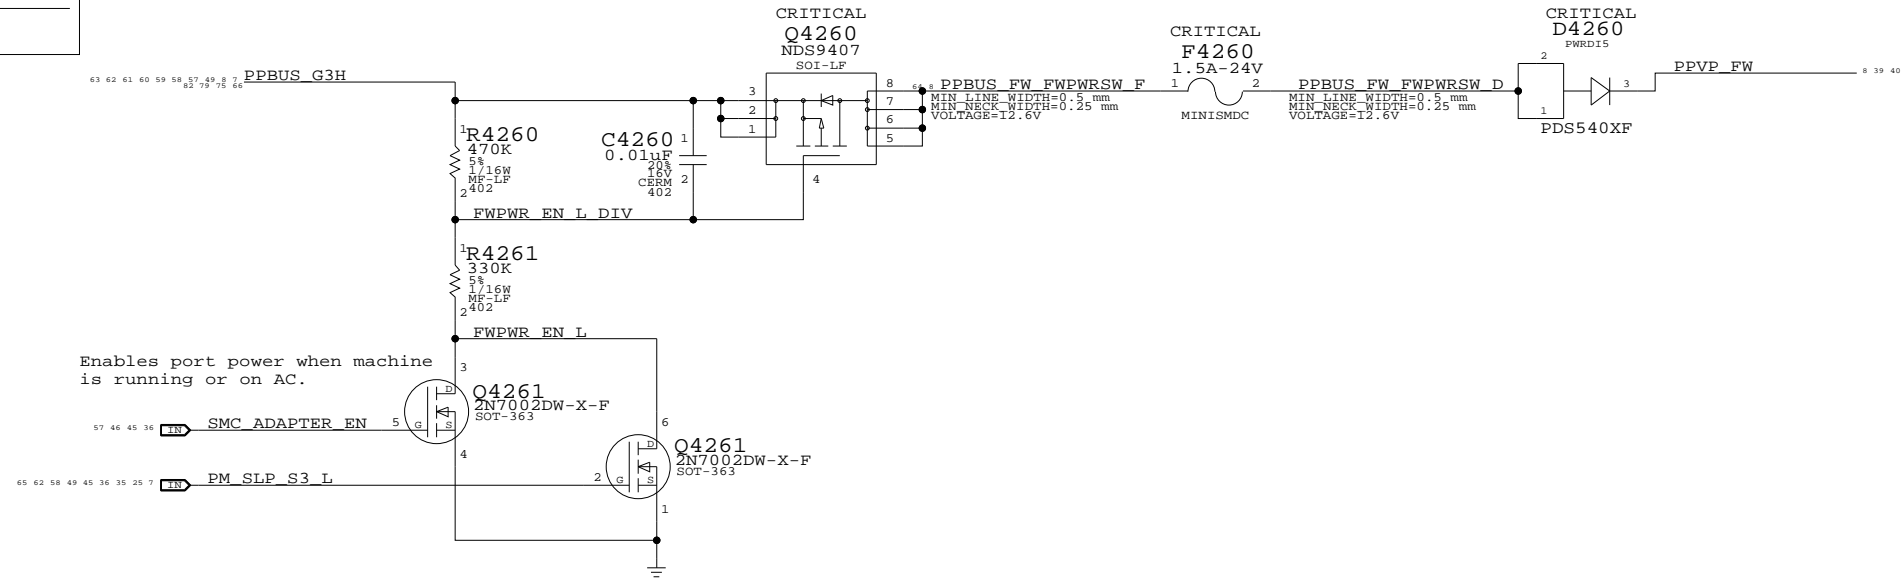 CRITICAL
Q4260
NDS9407
SOI-LF
CRITICAL
F4260
1.5A-24V
1 2
MINISMDC
CRITICAL
D4260
PWRDI5
2
1
3
PDS540XF
63 62 61 60 59 58 57 49 8 7
82 79 75 66
PPBUS_G3H
3
2
1
8
7
6
5
4
64 8
PPBUS_FW_FWPWRSW_F
MIN_LINE_WIDTH=0.5 mm
MIN_NECK_WIDTH=0.25 mm
VOLTAGE=12.6V
PPBUS_FW_FWPWRSW_D
MIN_LINE_WIDTH=0.5 mm
MIN_NECK_WIDTH=0.25 mm
VOLTAGE=12.6V
PPVP_FW
8 39 40
1
R4260
470K
5%
1/16W
MF-LF
402
2
C4260
0.01uF
20%
16V
CERM
402
1
2
FWPWR_EN_L_DIV
1
R4261
330K
5%
1/16W
MF-LF
402
2
FWPWR_EN_L
Enables port power when machine
is running or on AC.
3
D
G
S
5
4
Q4261
2N7002DW-X-F
SOT-363
57 46 45 36
IN
SMC_ADAPTER_EN
6
D
G
S
2
1
Q4261
2N7002DW-X-F
SOT-363
65 62 58 49 45 36 35 25 7
IN
PM_SLP_S3_L